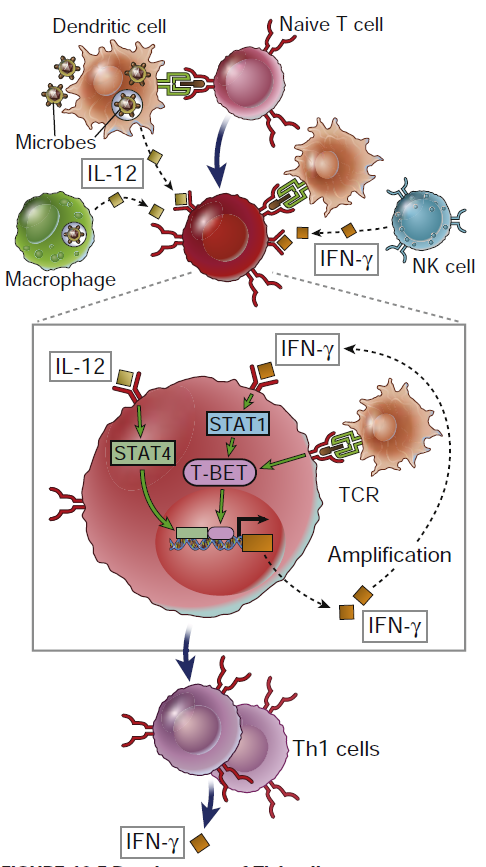 Dendritic cell
Naive T cell
Microbes
IL-12
Macrophage
IFN-γ
NK cell
IL-12
IFN-γ
STAT1
STAT4
T-BET
TCR
Amplification
IFN-γ
Th1 cells
IFN-γ